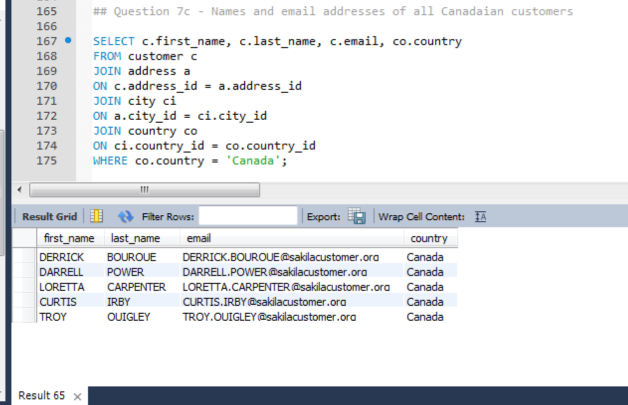 165 ## Question 7c - Names and email addresses of all Canadaian customers
166
167 SELECT c.first_name, c.last_name, c.email, co.country
168 FROM customer c
169 JOIN address a
170 ON c.address_id = a.address_id
171 JOIN city ci
172 ON a.city_id = ci.city_id
173 JOIN country co
174 ON ci.country_id = co.country_id
175 WHERE co.country = 'Canada';
Result Grid Filter Rows: Export: Wrap Cell Content:
first_name last_name email country
DERRICK BOURQUE DERRICK.BOURQUE@sakilacustomer.org Canada
DARRELL POWER DARRELL.POWER@sakilacustomer.org Canada
LORETTA CARPENTER LORETTA.CARPENTER@sakilacustomer.org Canada
CURTIS IRBY CURTIS.IRBY@sakilacustomer.org Canada
TROY QUIGLEY TROY.QUIGLEY@sakilacustomer.org Canada
Result 65